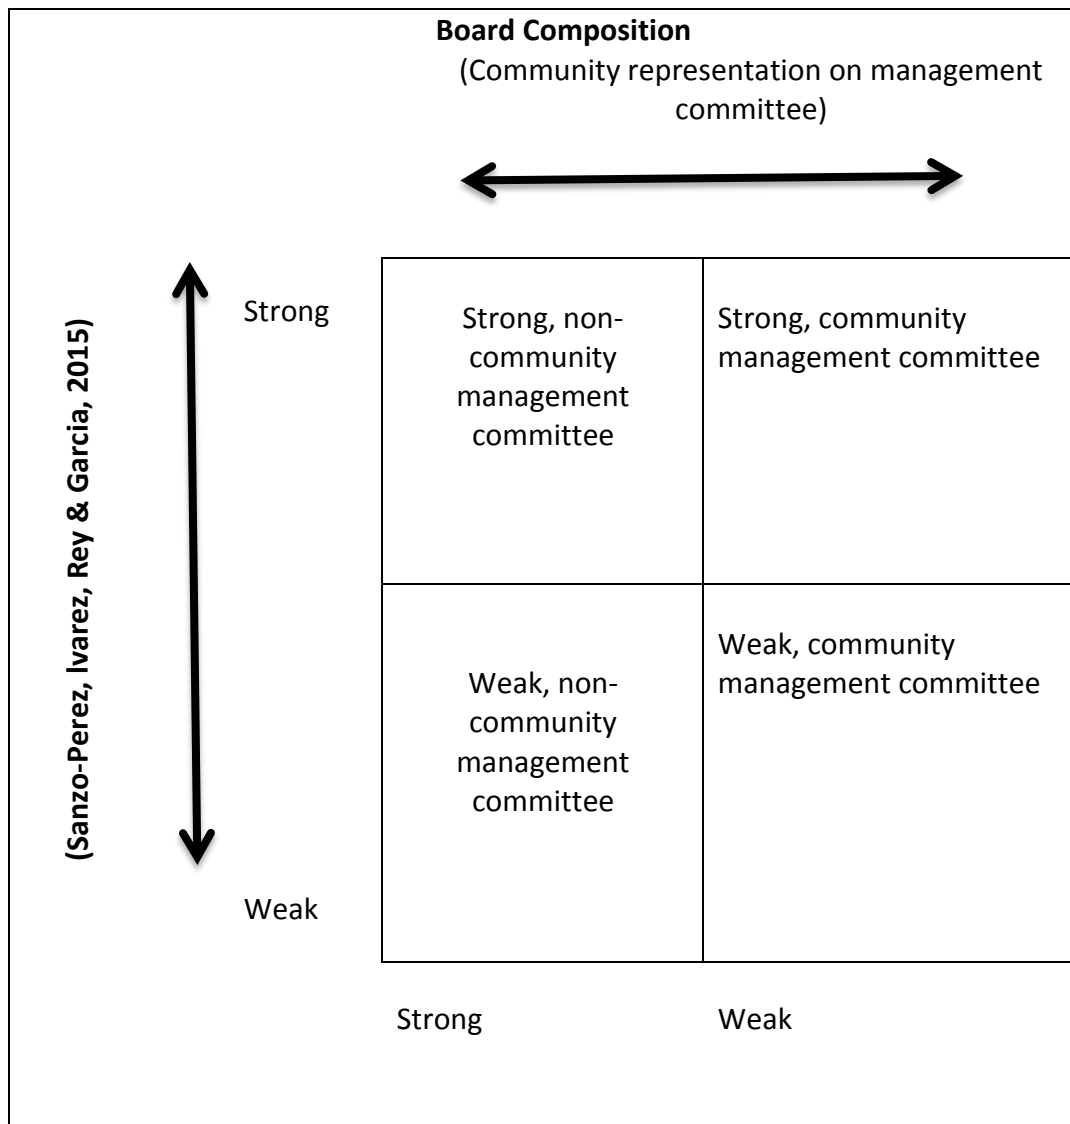 Board Composition
(Community representation on management
committee)
(Sanzo-Perez, Ivarez, Rey & Garcia, 2015)
Strong
Strong, non-
community
management
committee
Strong, community
management committee
Weak, non-
community
management
committee
Weak, community
management committee
Weak
Strong
Weak